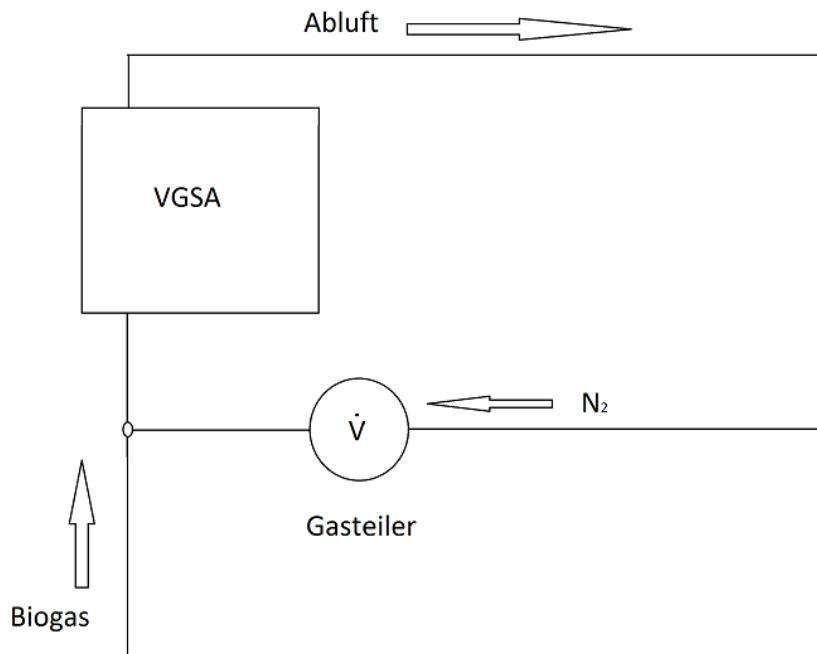 Abluft
VGSA
N₂
V̇
Gasteiler
Biogas